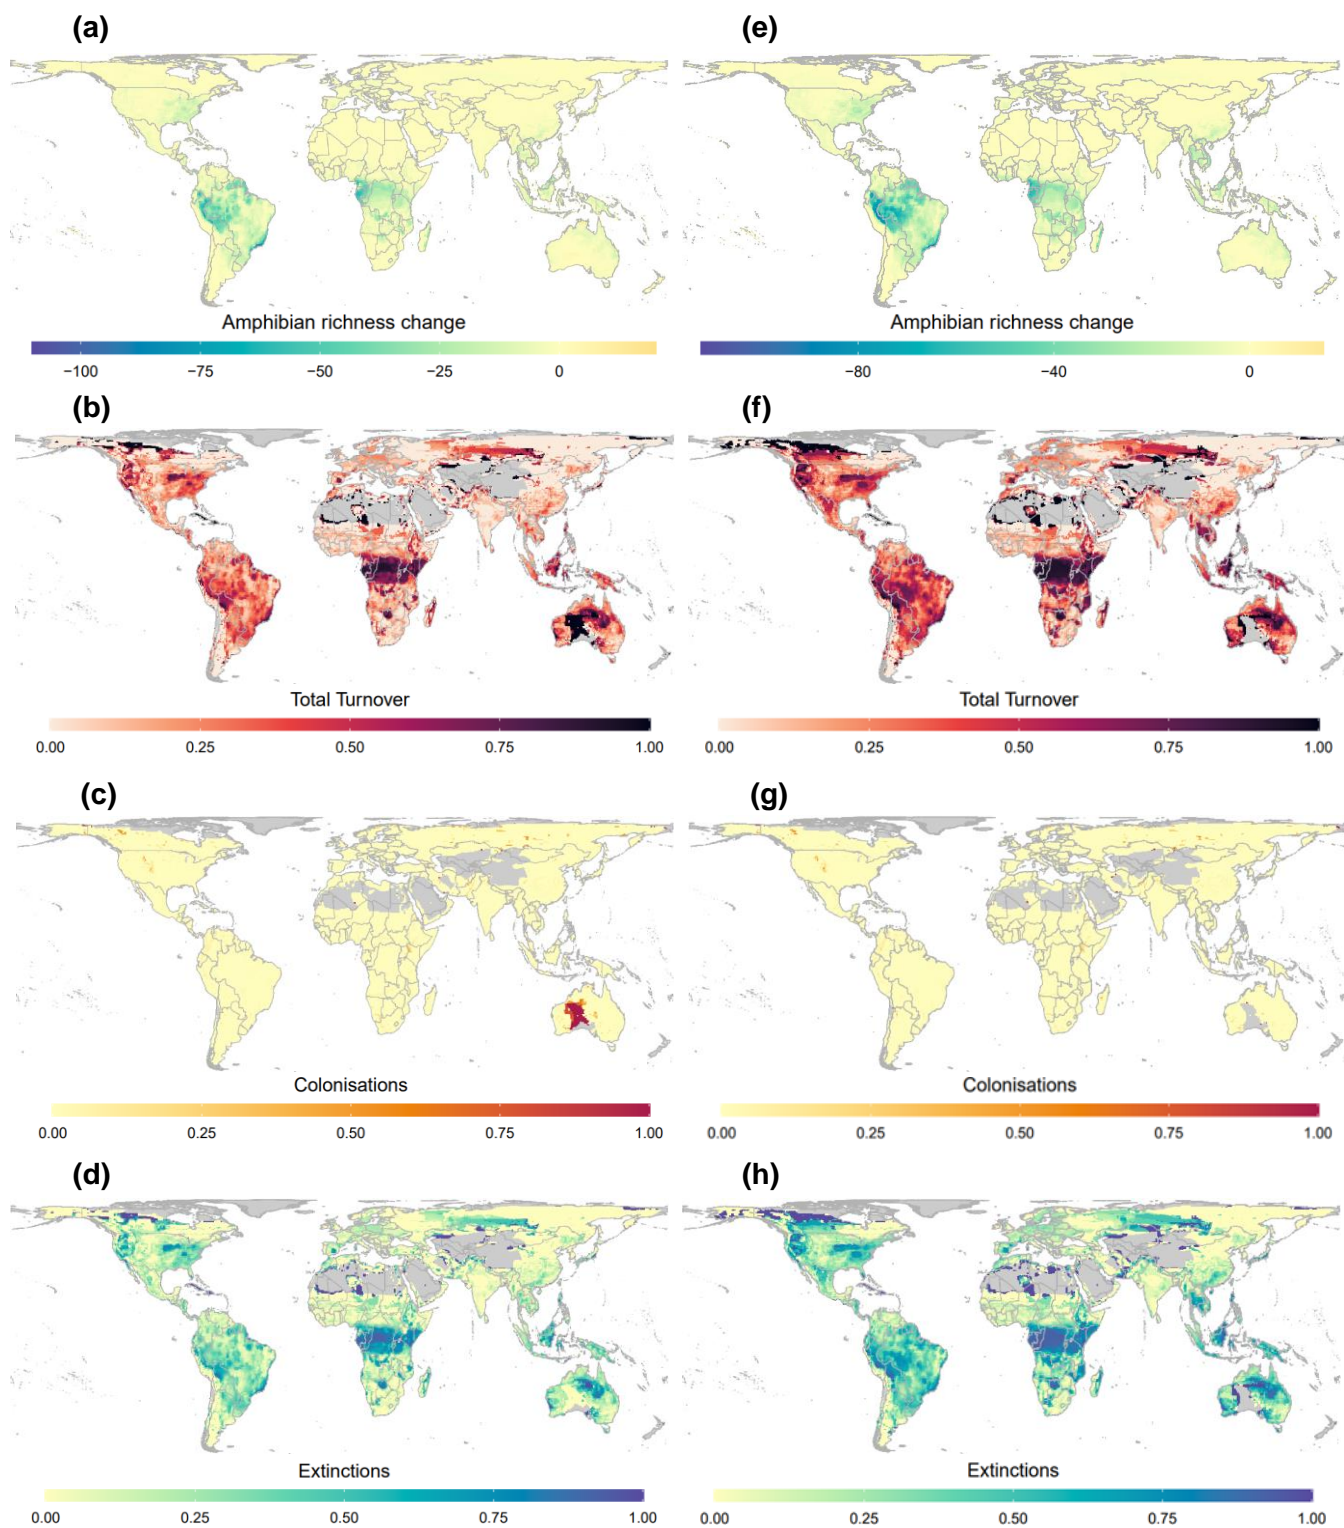 (a) (e)
Amphibian richness change Amphibian richness change
−100 −75 −50 −25 0 −80 −40 0
(b) (f)
Total Turnover Total Turnover
0.00 0.25 0.50 0.75 1.00 0.00 0.25 0.50 0.75 1.00
(c) (g)
Colonisations Colonisations
0.00 0.25 0.50 0.75 1.00 0.00 0.25 0.50 0.75 1.00
(d) (h)
Extinctions Extinctions
0.00 0.25 0.50 0.75 1.00 0.00 0.25 0.50 0.75 1.00